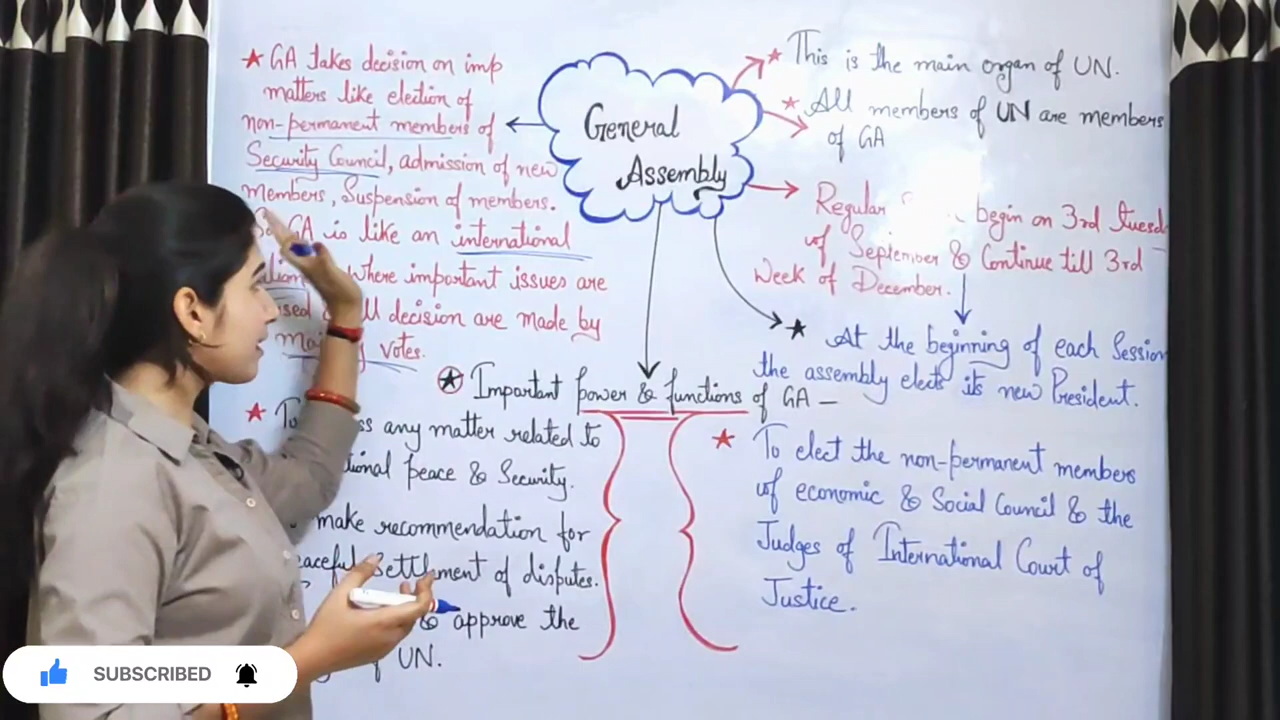 General
Assembly
★ GA takes decision on imp
matters like election of
non-permanent members of
Security Council, admission of new
members, Suspension of members.
GA is like an international
where important issues are
decision are made by
votes.
★ This is the main organ of UN.
★ All members of UN are members
of GA
Regular begin on 3rd
of September & Continue till 3rd
Week of December.
★ At the beginning of each Session
the assembly elects its new President.
★ Important power & functions of GA –
★ any matter related to
peace & Security.
make recommendation for
Settlement of disputes.
& approve the
of UN.
★ To elect the non-permanent members
of economic & Social Council & the
Judges of International Court of
Justice.
SUBSCRIBED